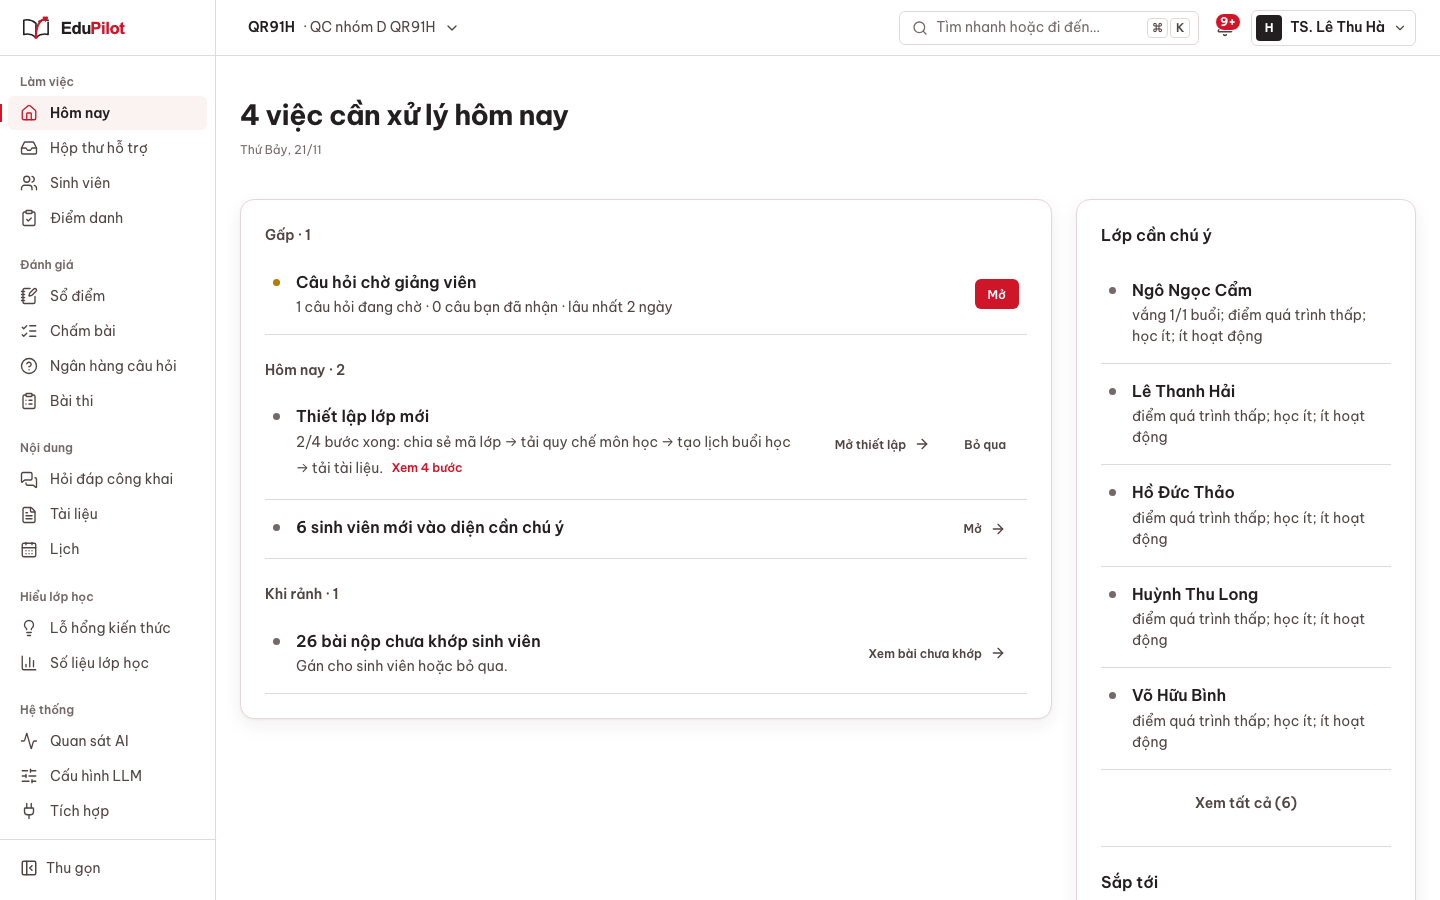 EduPilot
QR91H · QC nhóm D QR91H
Tìm nhanh hoặc đi đến...
⌘ K
9+
H
TS. Lê Thu Hà
Làm việc
Hôm nay
Hộp thư hỗ trợ
Sinh viên
Điểm danh
Đánh giá
Sổ điểm
Chấm bài
Ngân hàng câu hỏi
Bài thi
Nội dung
Hỏi đáp công khai
Tài liệu
Lịch
Hiểu lớp học
Lỗ hổng kiến thức
Số liệu lớp học
Hệ thống
Quan sát AI
Cấu hình LLM
Tích hợp
Thu gọn
4 việc cần xử lý hôm nay
Thứ Bảy, 21/11
Gấp · 1
Câu hỏi chờ giảng viên
1 câu hỏi đang chờ · 0 câu bạn đã nhận · lâu nhất 2 ngày
Mở
Hôm nay · 2
Thiết lập lớp mới
2/4 bước xong: chia sẻ mã lớp → tải quy chế môn học → tạo lịch buổi học
→ tải tài liệu. Xem 4 bước
Mở thiết lập →
Bỏ qua
6 sinh viên mới vào diện cần chú ý
Mở →
Khi rảnh · 1
26 bài nộp chưa khớp sinh viên
Gán cho sinh viên hoặc bỏ qua.
Xem bài chưa khớp →
Lớp cần chú ý
Ngô Ngọc Cẩm
vắng 1/1 buổi; điểm quá trình thấp;
học ít; ít hoạt động
Lê Thanh Hải
điểm quá trình thấp; học ít; ít hoạt
động
Hồ Đức Thảo
điểm quá trình thấp; học ít; ít hoạt
động
Huỳnh Thu Long
điểm quá trình thấp; học ít; ít hoạt
động
Võ Hữu Bình
điểm quá trình thấp; học ít; ít hoạt
động
Xem tất cả (6)
Sắp tới